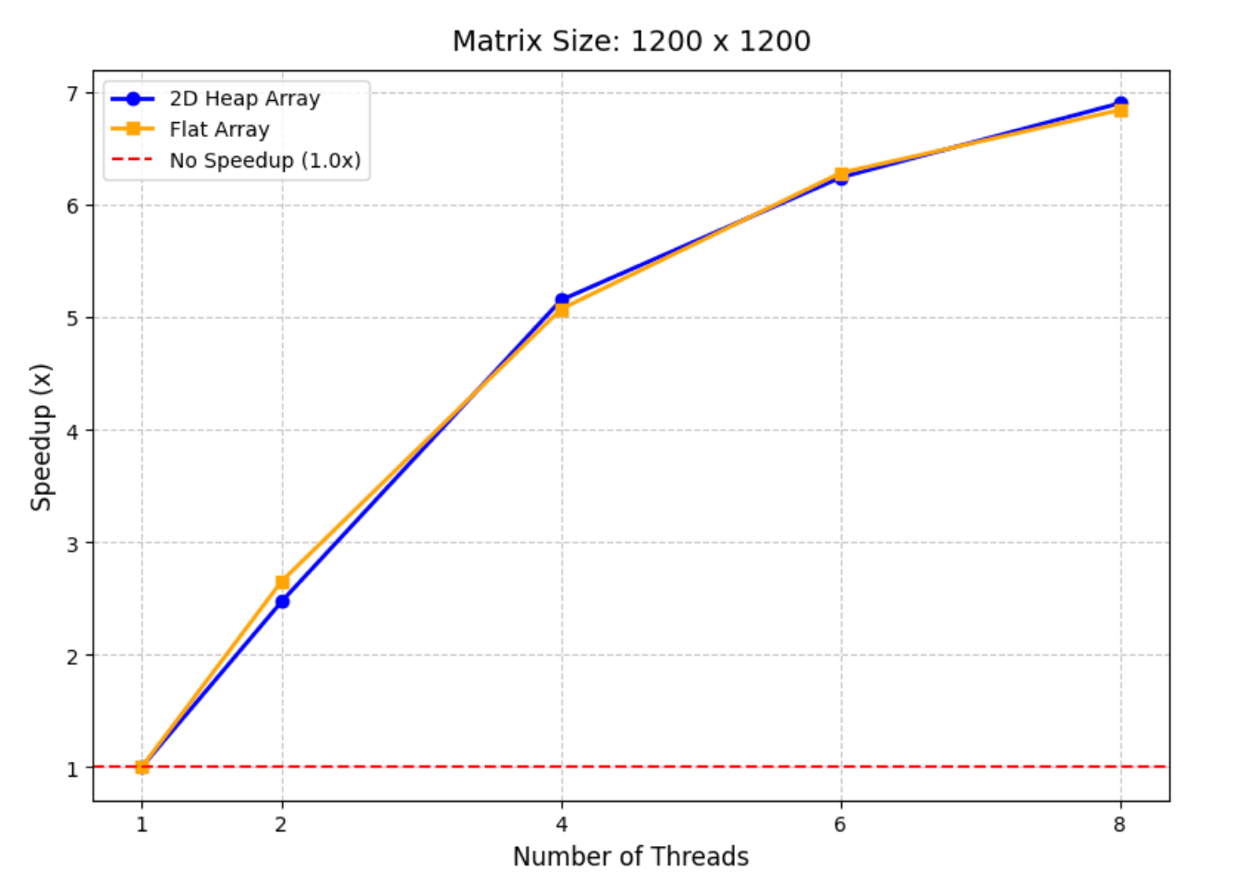 Matrix Size: 1200 x 1200
2D Heap Array
Flat Array
No Speedup (1.0x)
7
6
5
4
3
2
1
Speedup (x)
1 2 4 6 8
Number of Threads